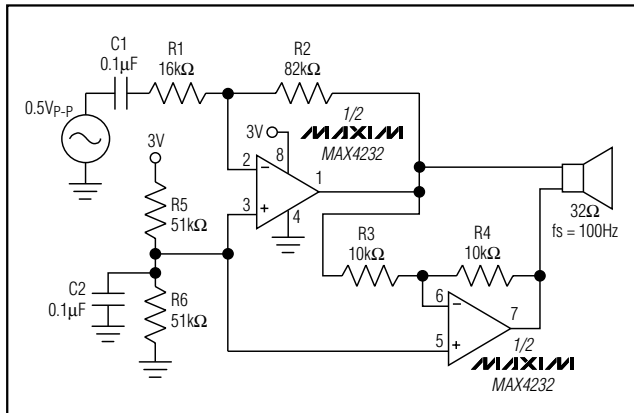 C1
0.1µF
R1
16kΩ
R2
82kΩ
0.5VP-P
1/2
MAXIM
MAX4232
3V
3V
8
2
−
1
3
+
4
R5
51kΩ
32Ω
fs = 100Hz
R3
10kΩ
R4
10kΩ
C2
0.1µF
R6
51kΩ
6
−
7
5
+
1/2
MAXIM
MAX4232